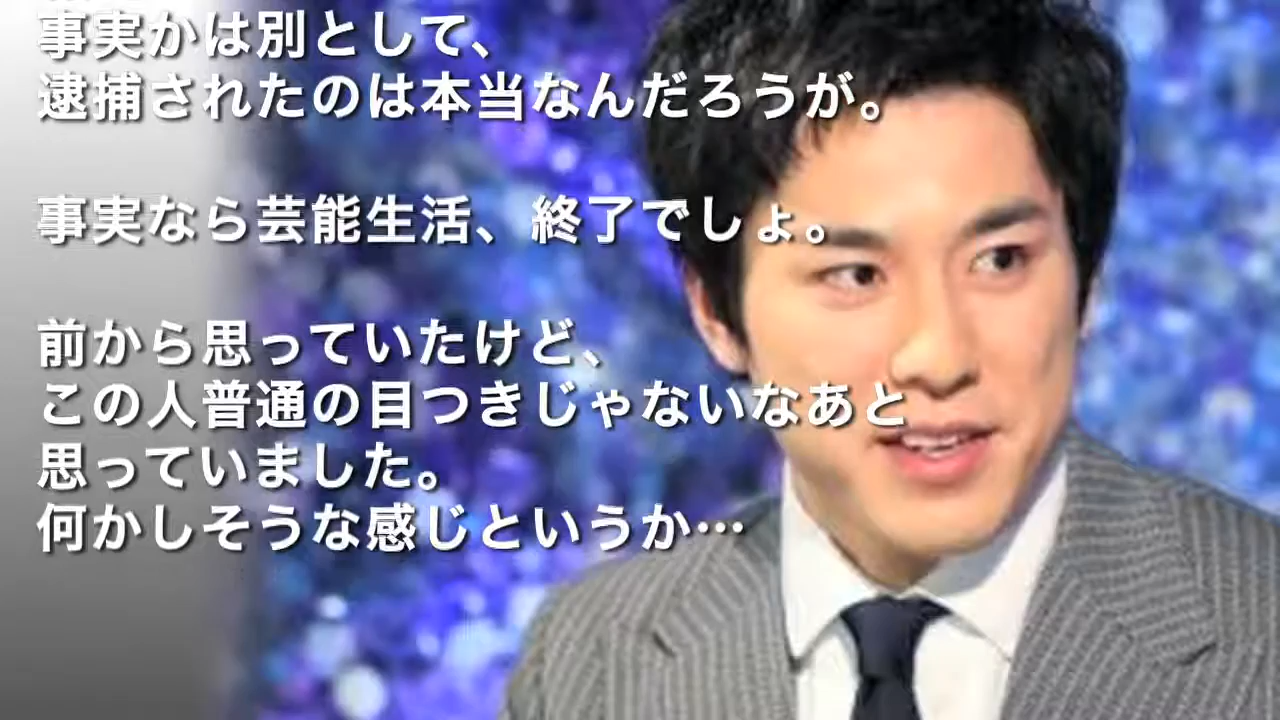 事実かは別として、
逮捕されたのは本当なんだろうが。
事実なら芸能生活、終了でしょ。
前から思っていたけど、
この人普通の目つきじゃないなあと
思っていました。
何かしそうな感じというか…